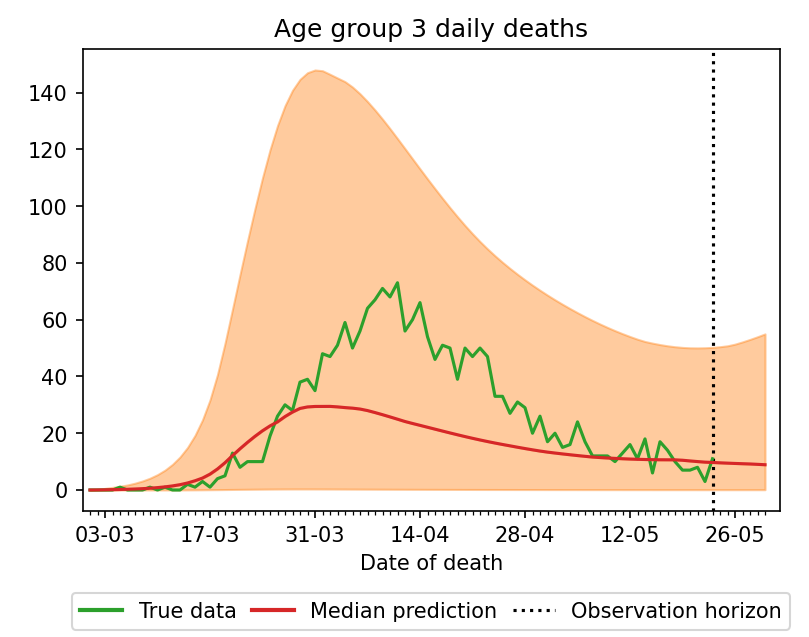 Age group 3 daily deaths
140
120
100
80
60
40
20
0
03-03 17-03 31-03 14-04 28-04 12-05 26-05
Date of death
True data Median prediction Observation horizon